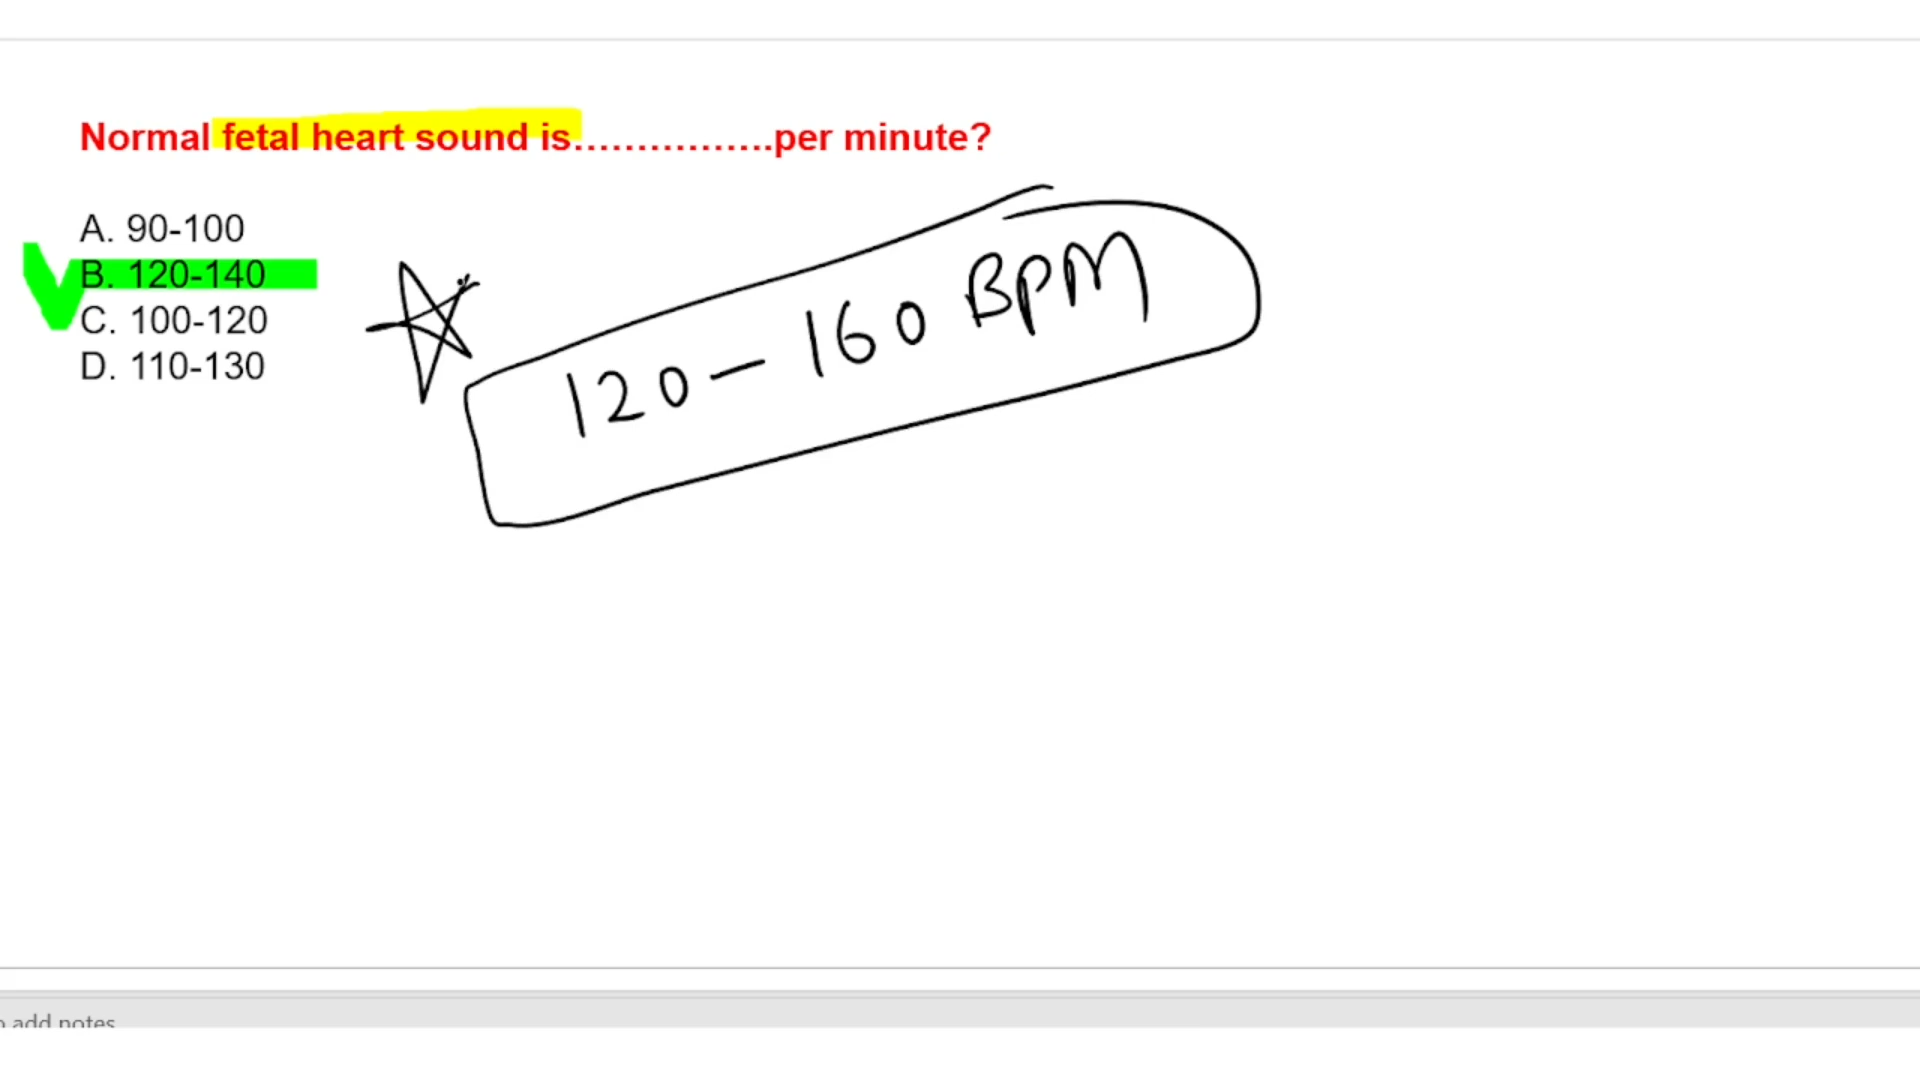 Normal fetal heart sound is................per minute?
A. 90-100
B. 120-140
C. 100-120
D. 110-130
120-160 BPM
add notes